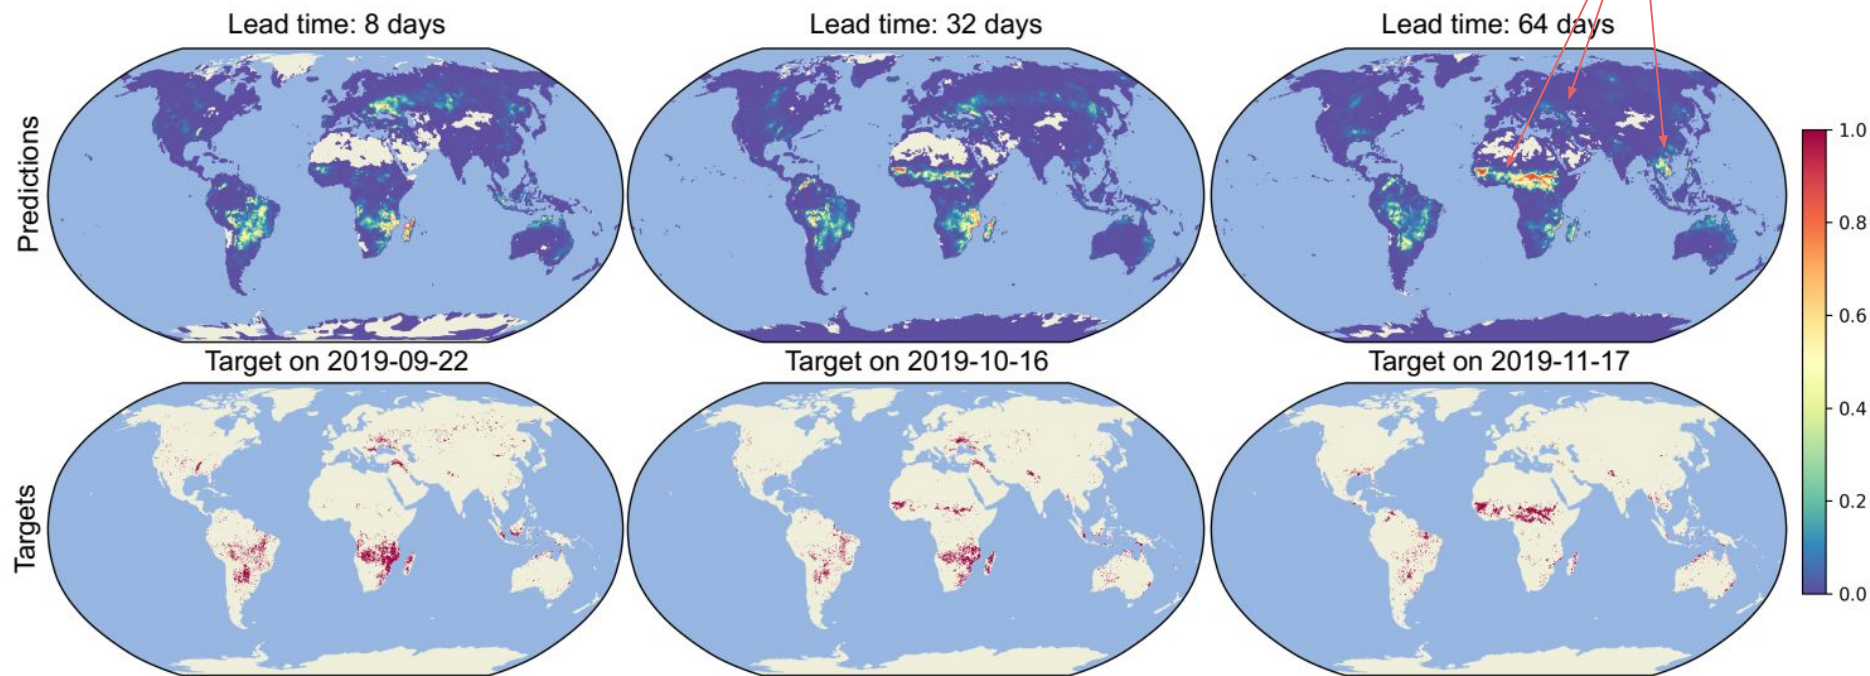 Lead time: 8 days
Lead time: 32 days
Lead time: 64 days
Predictions
1.0
0.8
0.6
0.4
0.2
0.0
Target on 2019-09-22
Target on 2019-10-16
Target on 2019-11-17
Targets